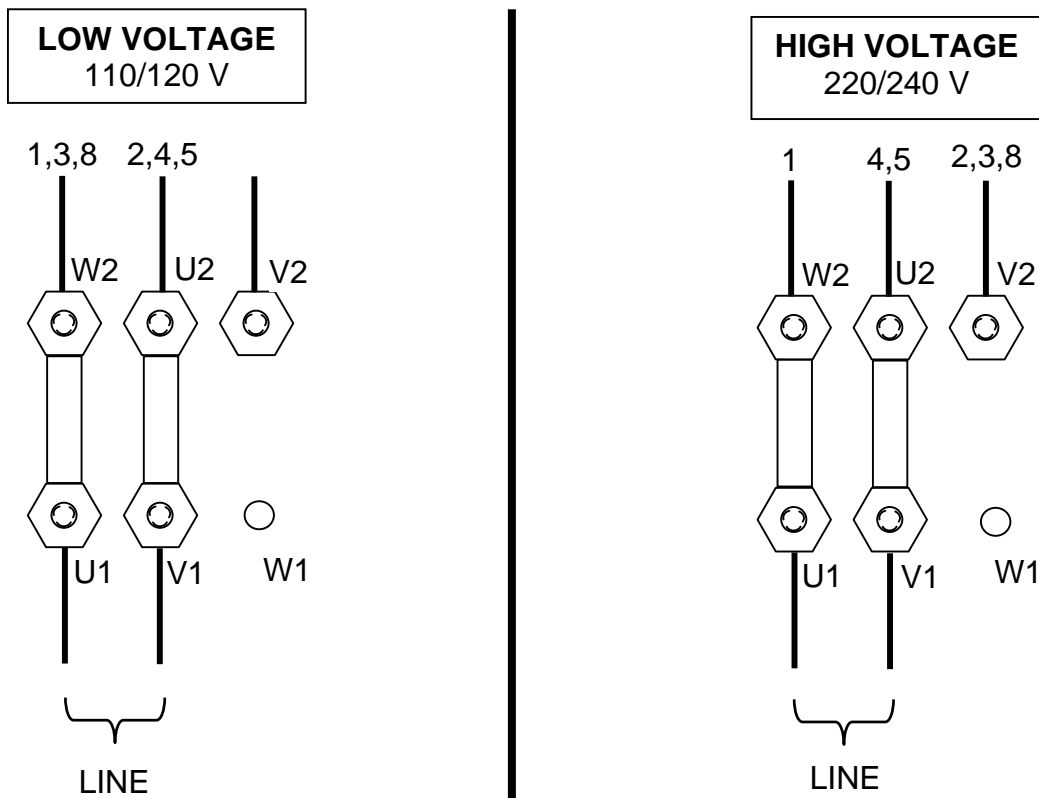 LOW VOLTAGE
110/120 V
1,3,8 2,4,5
W2 U2 V2
U1 V1 W1
LINE
HIGH VOLTAGE
220/240 V
1 4,5 2,3,8
W2 U2 V2
U1 V1 W1
LINE